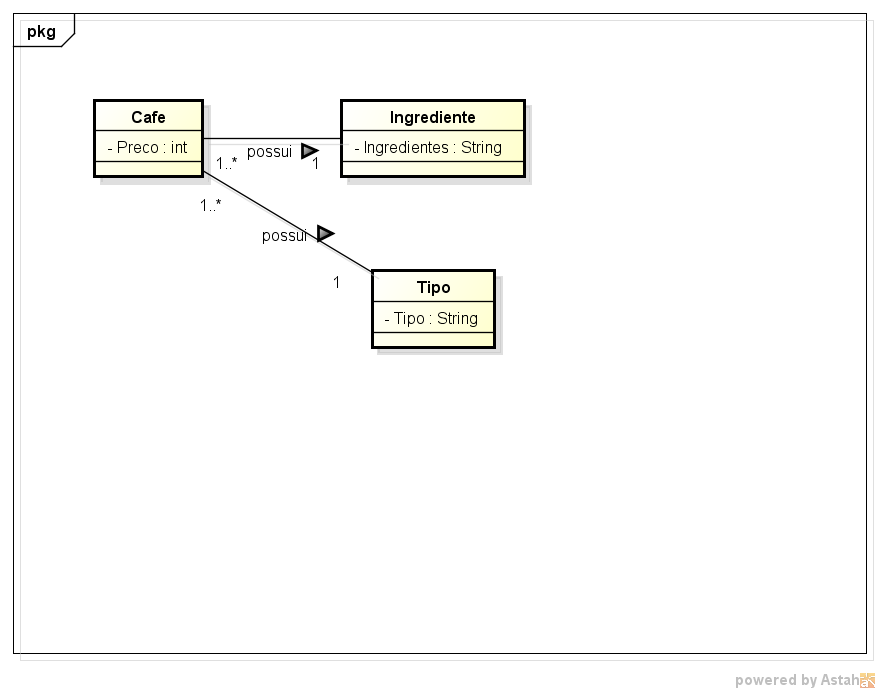 pkg
Cafe
- Preco : int
Ingrediente
- Ingredientes : String
possui
1..*
1
1..*
possui
1
Tipo
- Tipo : String
powered by Astah